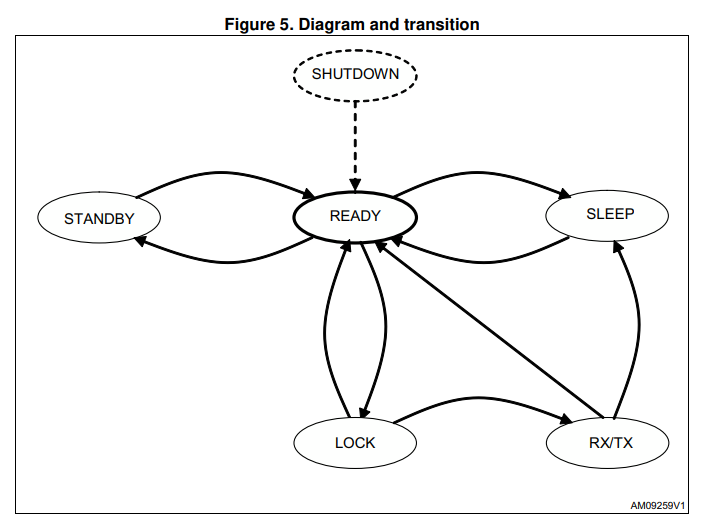 Figure 5. Diagram and transition
SHUTDOWN
STANDBY
READY
SLEEP
LOCK
RX/TX
AM09259V1